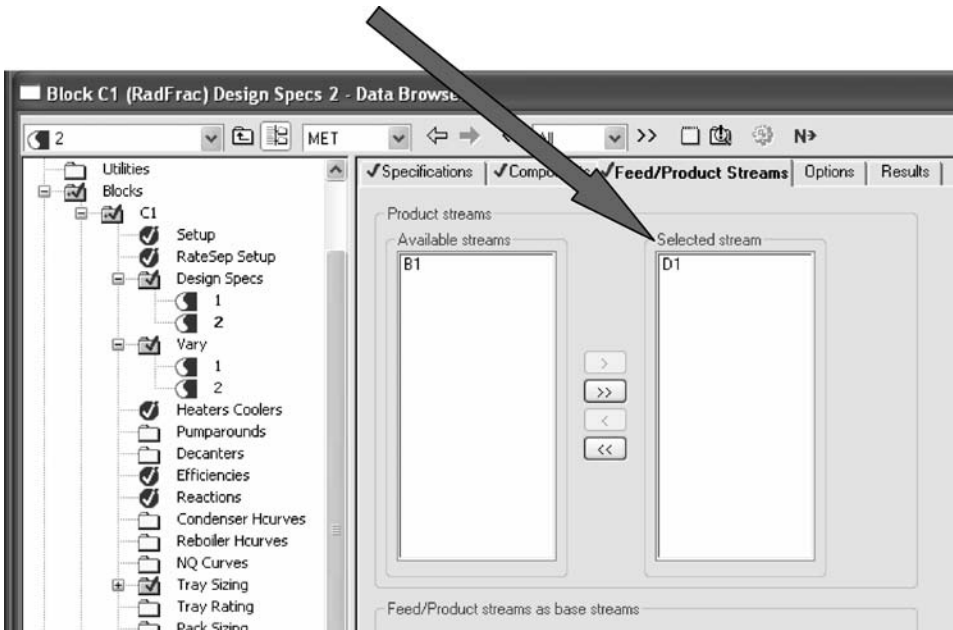 Block C1 (RadFrac) Design Specs 2 - Data Browse
2 MET All >> N
Specifications Feed/Product Streams Options Results
Utilities
Blocks
C1
Setup
RateSep Setup
Design Specs
1
2
Vary
1
2
Heaters Coolers
Pumparounds
Decanters
Efficiencies
Reactions
Condenser Hcurves
Reboiler Hcurves
NQ Curves
Tray Sizing
Tray Rating
Pack Sizing
Product streams
Available streams
B1
>
>>
<
<<
Selected stream
D1
Feed/Product streams as base streams